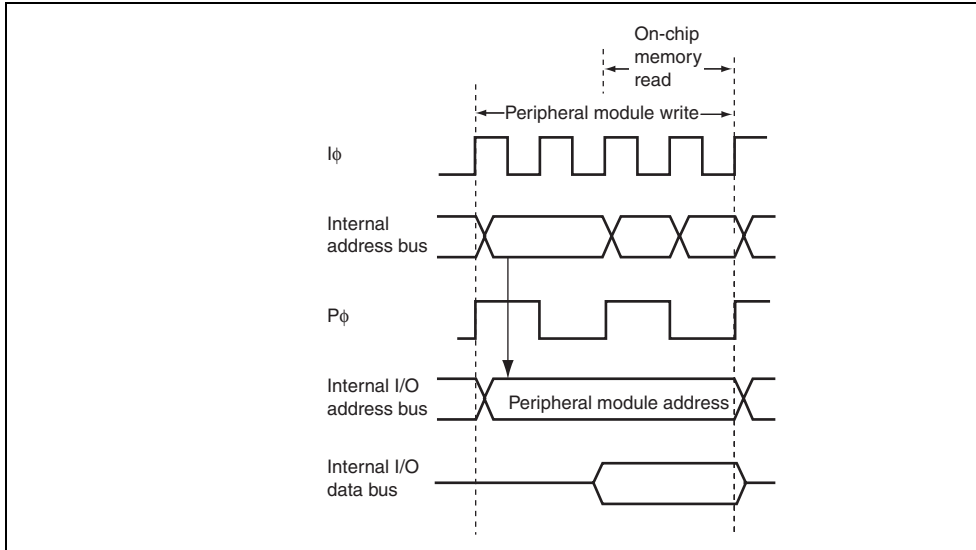 On-chip
memory
read
Peripheral module write
Iϕ
Internal
address bus
Pϕ
Internal I/O
address bus
Peripheral module address
Internal I/O
data bus